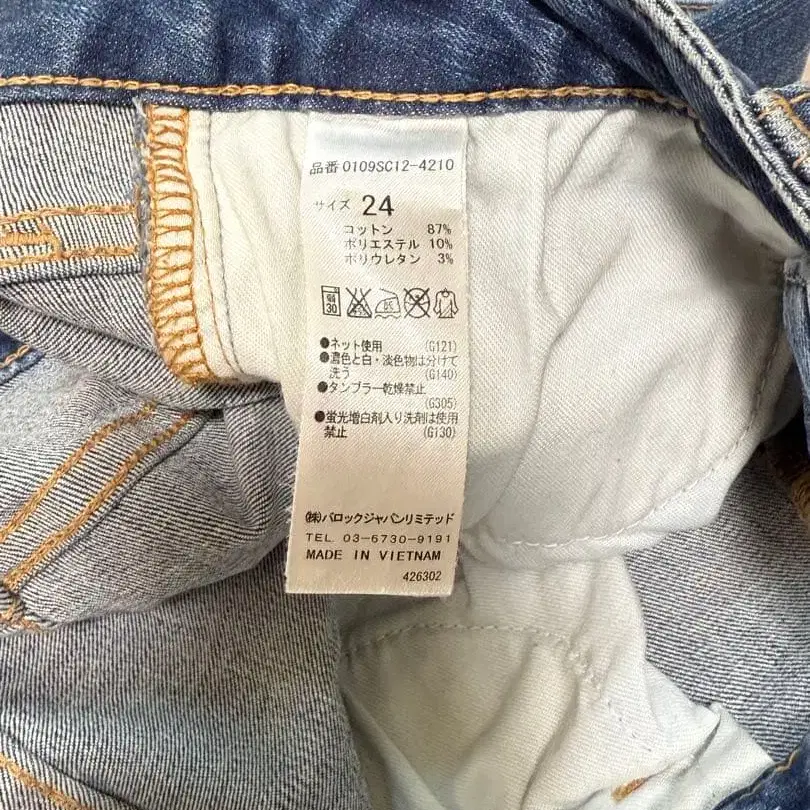 品番 0109SC12-4210
サイズ 24
コットン 87%
ポリエステル 10%
ポリウレタン 3%
30
●ネット使用 (G121)
●濃色と白・淡色物は分けて
洗う (G140)
●タンブラー乾燥禁止
(G305)
●蛍光増白剤入り洗剤は使用
禁止 (G130)
㈱バロックジャパンリミテッド
TEL 03-6730-9191
MADE IN VIETNAM
426302